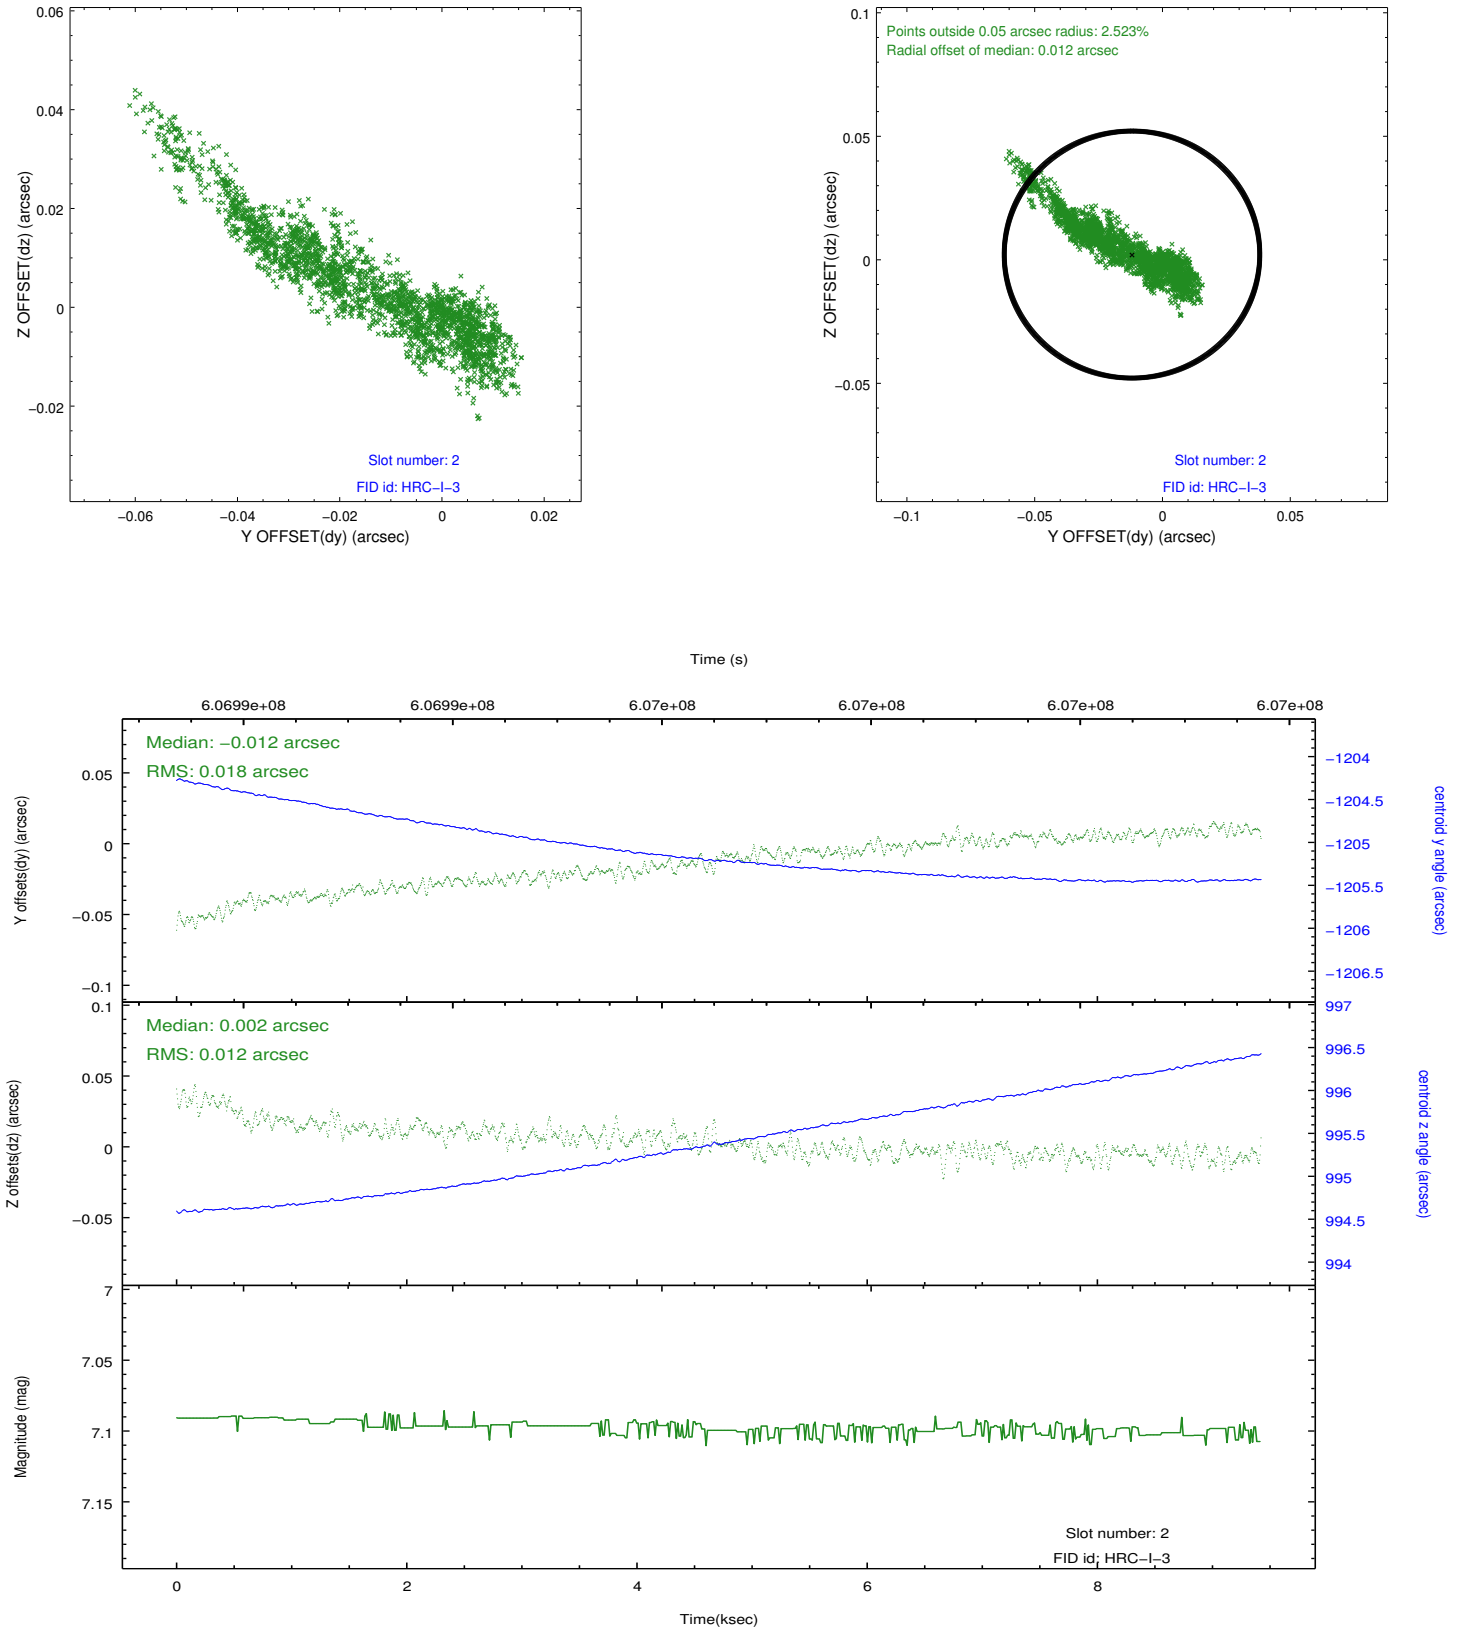 0.06
0.04
0.02
0
−0.02
Z OFFSET(dz) (arcsec)
Slot number: 2
FID id: HRC−I−3
−0.06 −0.04 −0.02 0 0.02
Y OFFSET(dy) (arcsec)
0.1
0.05
0
−0.05
Z OFFSET(dz) (arcsec)
Points outside 0.05 arcsec radius: 2.523%
Radial offset of median: 0.012 arcsec
Slot number: 2
FID id: HRC−I−3
−0.1 −0.05 0 0.05
Y OFFSET(dy) (arcsec)
Time (s)
6.0699e+08 6.0699e+08 6.07e+08 6.07e+08 6.07e+08 6.07e+08
Median: −0.012 arcsec
RMS: 0.018 arcsec
0.05
0
−0.05
−0.1
Y offsets(dy) (arcsec)
−1204
−1204.5
−1205
−1205.5
−1206
−1206.5
centroid y angle (arcsec)
Median: 0.002 arcsec
RMS: 0.012 arcsec
0.1
0.05
0
−0.05
Z offsets(dz) (arcsec)
997
996.5
996
995.5
995
994.5
994
centroid z angle (arcsec)
7
7.05
7.1
7.15
Magnitude (mag)
Slot number: 2
FID id: HRC−I−3
0 2 4 6 8
Time(ksec)